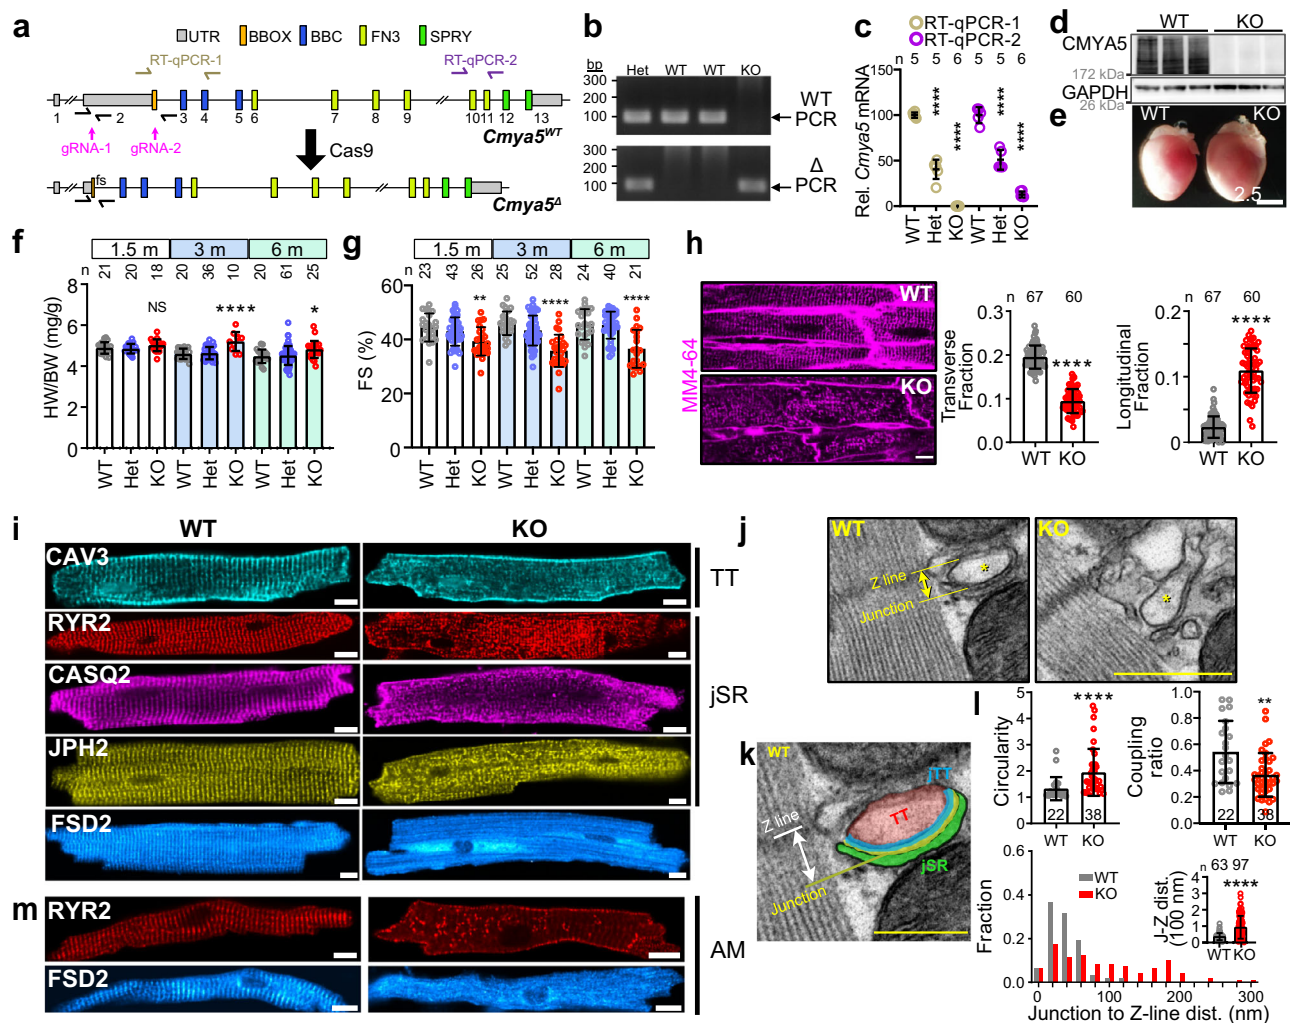 a
UTR BBOX BBC FN3 SPRY
RT-qPCR-1 RT-qPCR-2
1 2 3 4 5 6 7 8 9 10 11 12 13
Cmya5WT
gRNA-1 gRNA-2
Cas9
fs
Cmya5Δ
b
bp Het WT WT KO
300
200
100
WT
PCR
300
200
100
Δ
PCR
c
RT-qPCR-1
RT-qPCR-2
n 5 5 6 5 5 6
Rel. Cmya5 mRNA
150
100
50
0
**** **** **** ****
WT Het KO WT Het KO
d
WT KO
CMYA5
172 kDa
GAPDH
26 kDa
e
WT KO
2.5
f
1.5 m 3 m 6 m
n 21 20 18 20 36 10 20 61 25
HW/BW (mg/g)
8
6
4
2
0
NS **** *
WT Het KO WT Het KO WT Het KO
g
1.5 m 3 m 6 m
n 23 43 26 25 52 28 24 40 21
FS (%)
60
40
20
0
** **** ****
WT Het KO WT Het KO WT Het KO
h
MM4-64
WT
KO
n 67 60
Transverse
Fraction
0.3
0.2
0.1
0.0
****
WT KO
n 67 60
Longitudinal
Fraction
0.2
0.1
0
****
WT KO
i
WT KO
CAV3
TT
RYR2
CASQ2
jSR
JPH2
FSD2
m
RYR2
AM
FSD2
j
WT KO
Z line
Junction
*
*
k
WT
jTT
TT
Z line
jSR
Junction
l
Circularity
5
4
3
2
1
0
****
22 38
WT KO
Coupling
ratio
1.0
0.8
0.6
0.4
0.2
0.0
**
22 38
WT KO
Fraction
0.6
0.4
0.2
0.0
WT
KO
n 63 97
J-Z dist.
(100 nm)
4
3
2
1
0
****
WT KO
0 100 200 300
Junction to Z-line dist. (nm)